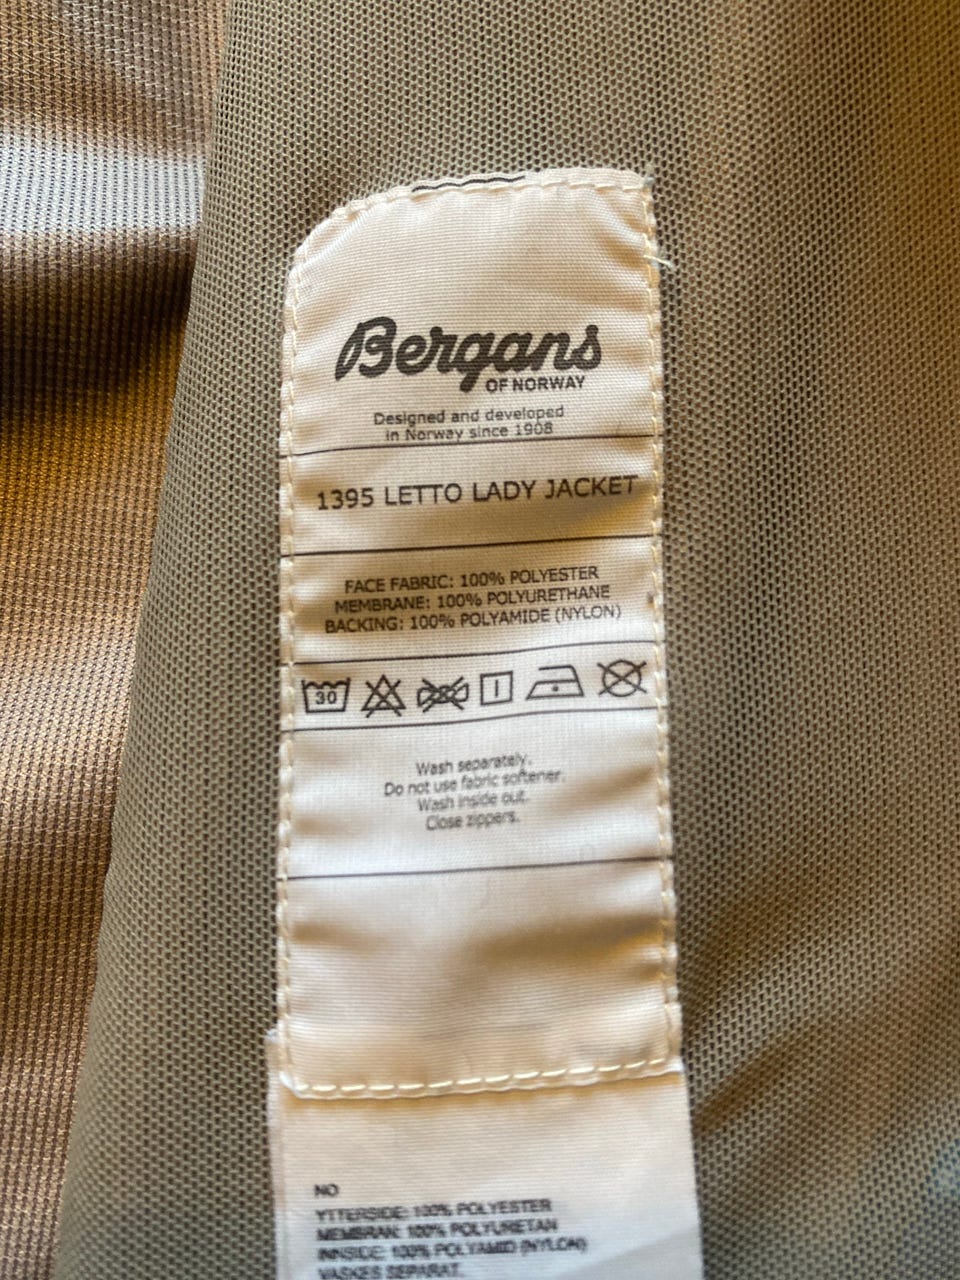 Bergans
OF NORWAY
Designed and developed
in Norway since 1908
1395 LETTO LADY JACKET
FACE FABRIC: 100% POLYESTER
MEMBRANE: 100% POLYURETHANE
BACKING: 100% POLYAMIDE (NYLON)
30
Wash separately.
Do not use fabric softener.
Wash inside out.
Close zippers.
NO
YTTERSIDE: 100% POLYESTER
MEMBRAN: 100% POLYURETAN
INNSIDE: 100% POLYAMID (NYLON)
VASKES SEPARAT.